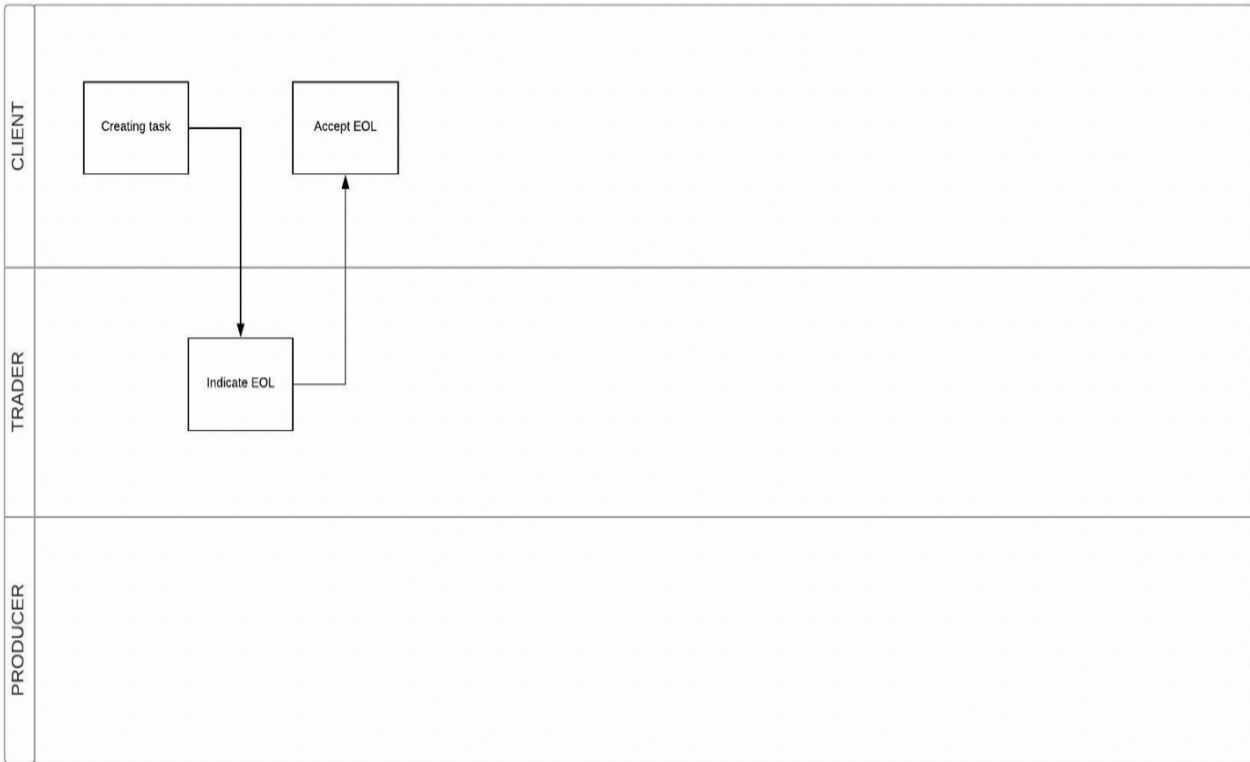 CLIENT
Creating task
Accept EOL
TRADER
Indicate EOL
PRODUCER